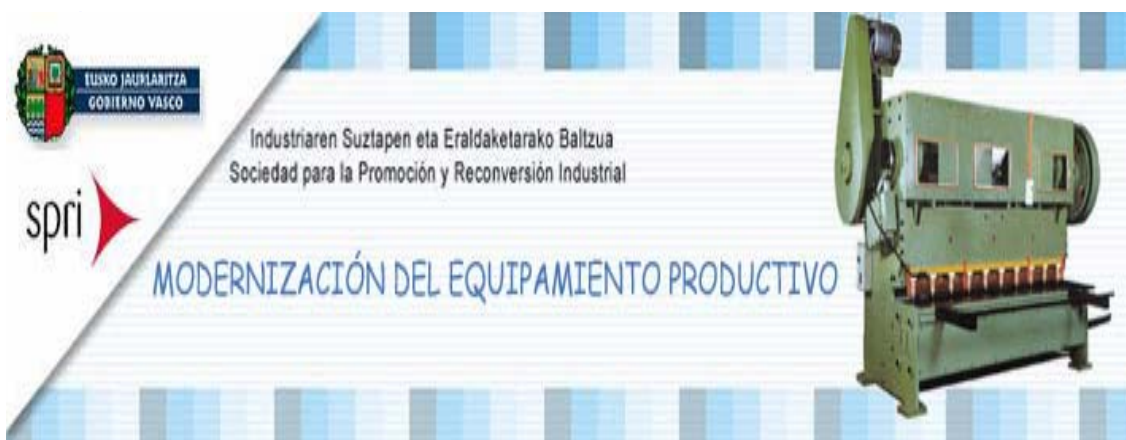 EUSKO JAURLARITZA
GOBIERNO VASCO
Industriaren Suztapen eta Eraldaketarako Baltzua
Sociedad para la Promoción y Reconversión Industrial
spri
MODERNIZACIÓN DEL EQUIPAMIENTO PRODUCTIVO